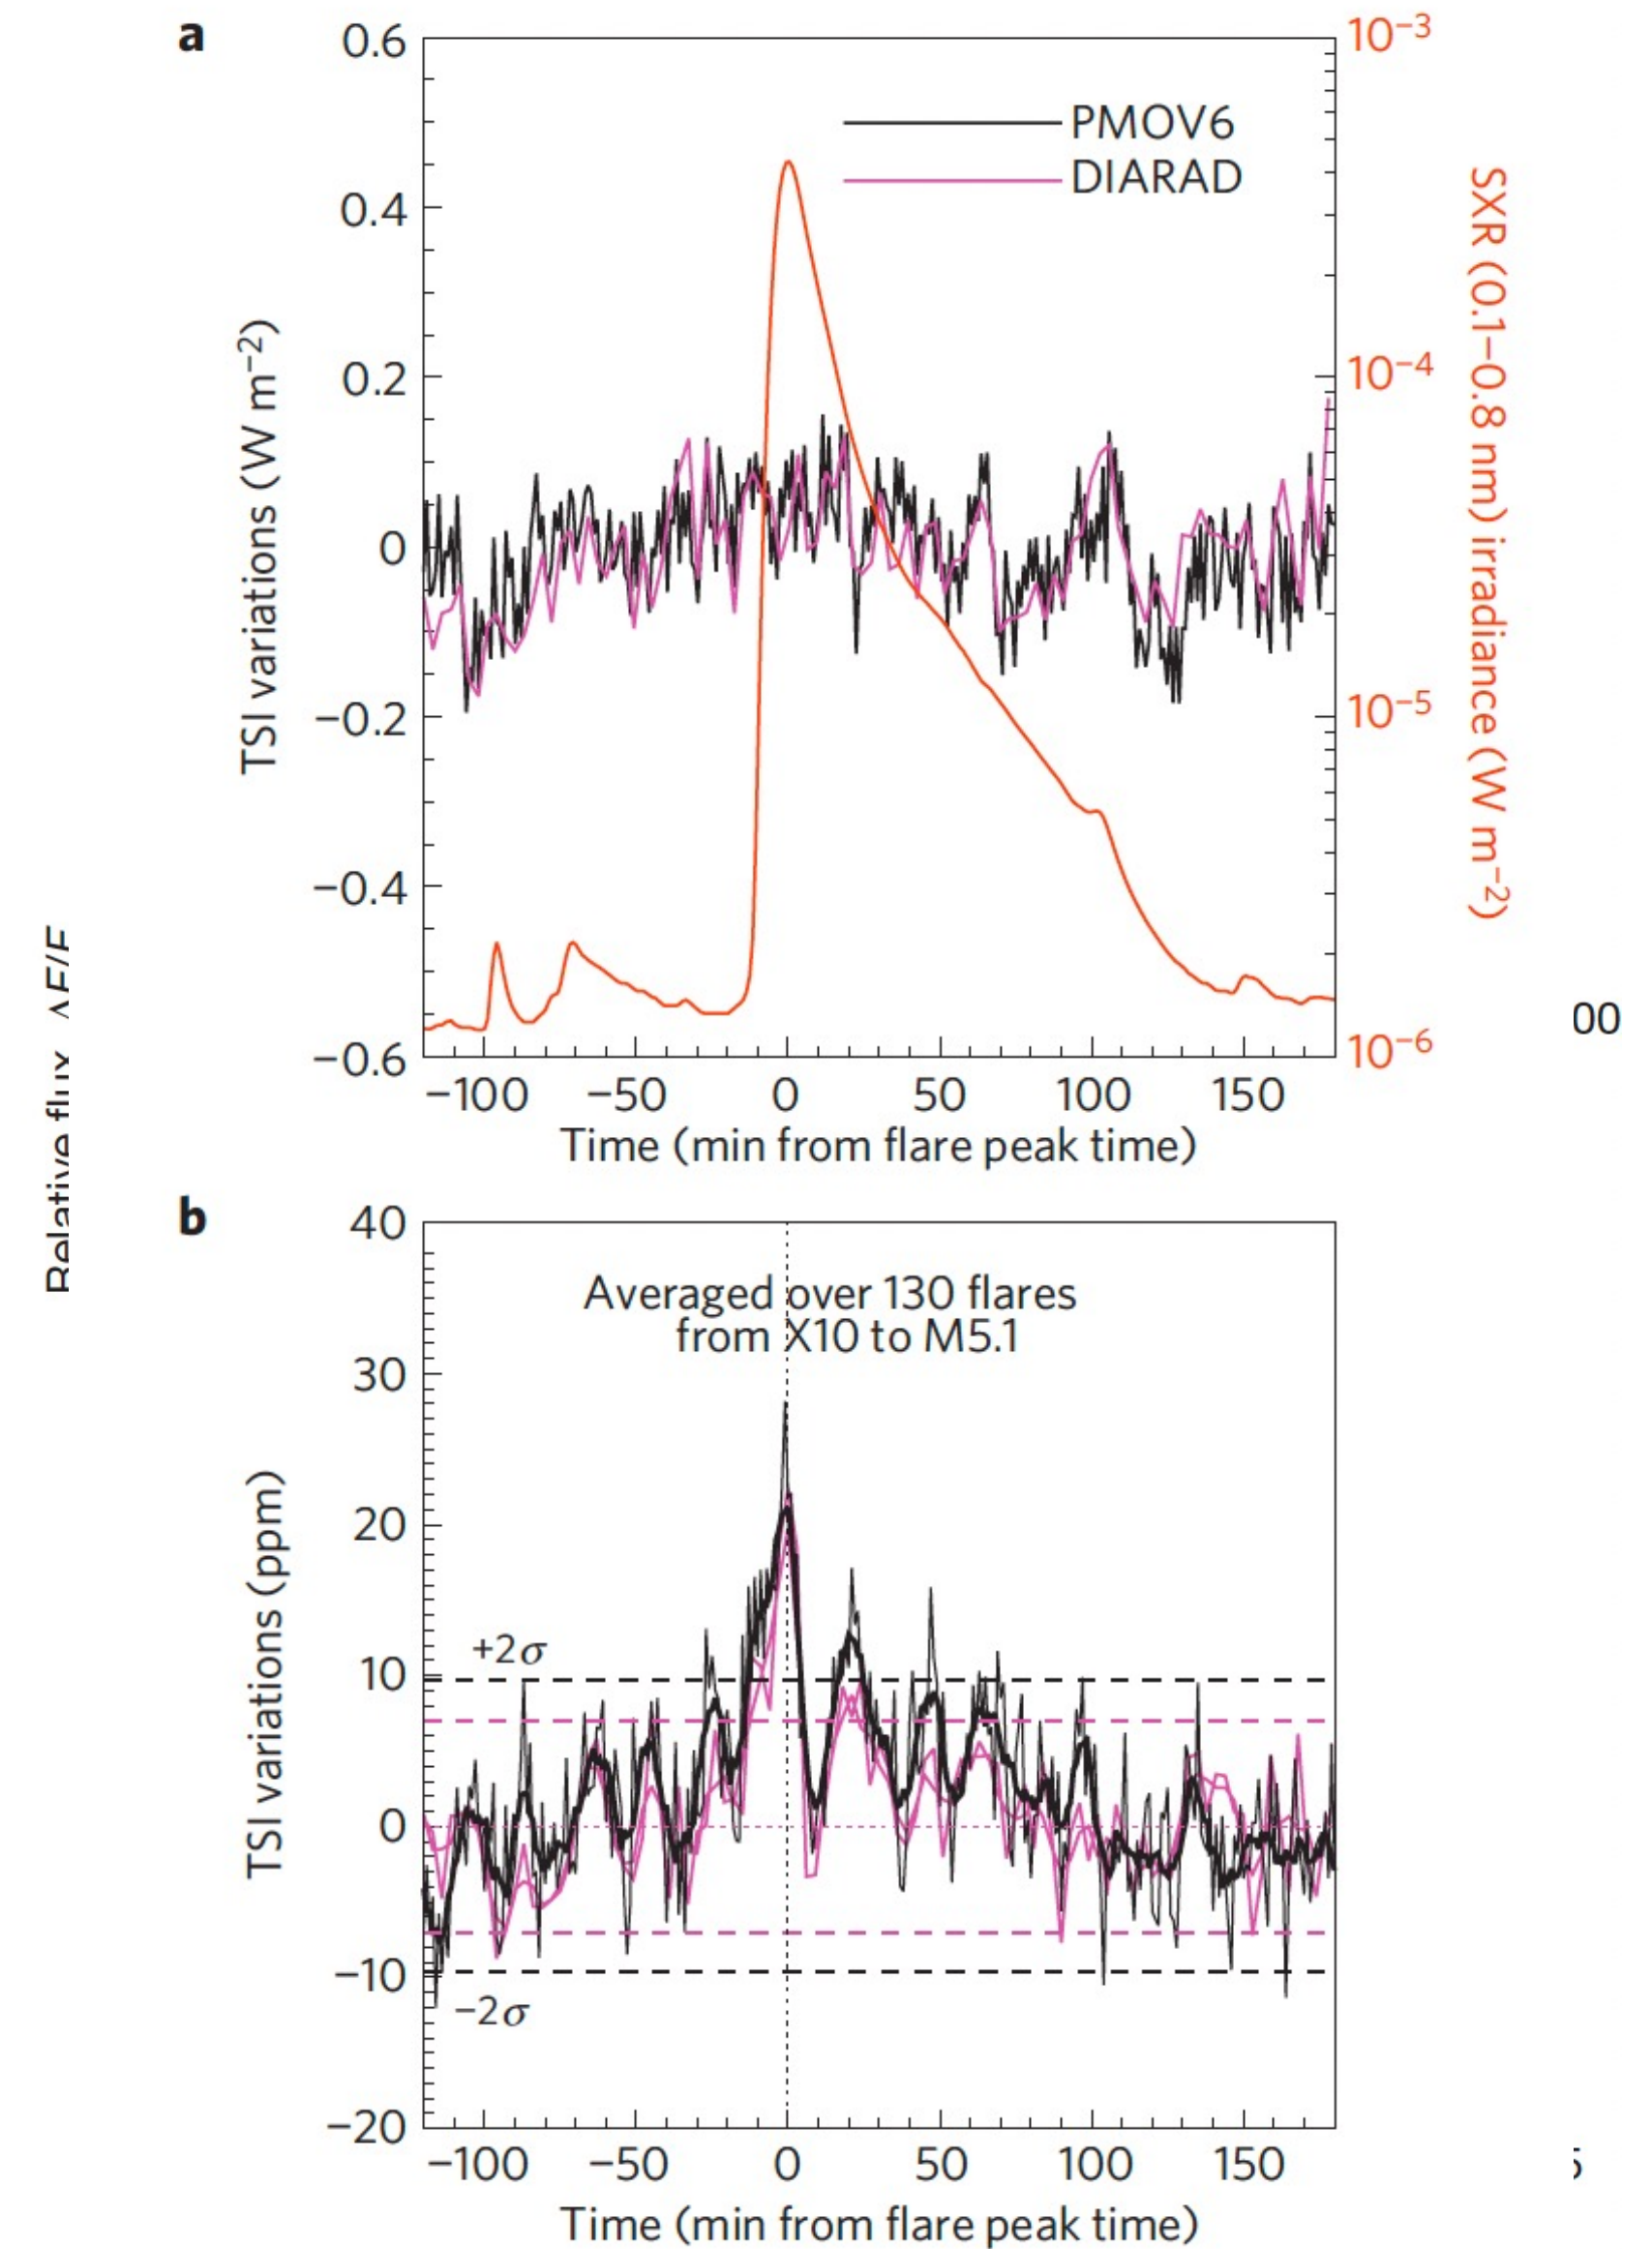 a
0.6
0.4
0.2
0
−0.2
−0.4
−0.6
TSI variations (W m−2)
PMOV6
DIARAD
10−3
10−4
10−5
10−6
SXR (0.1–0.8 nm) irradiance (W m−2)
−100 −50 0 50 100 150
Time (min from flare peak time)
Relative flux, ΔF/F
00
b
40
30
20
10
0
−10
−20
TSI variations (ppm)
Averaged over 130 flares
from X10 to M5.1
+2σ
−2σ
−100 −50 0 50 100 150
Time (min from flare peak time)